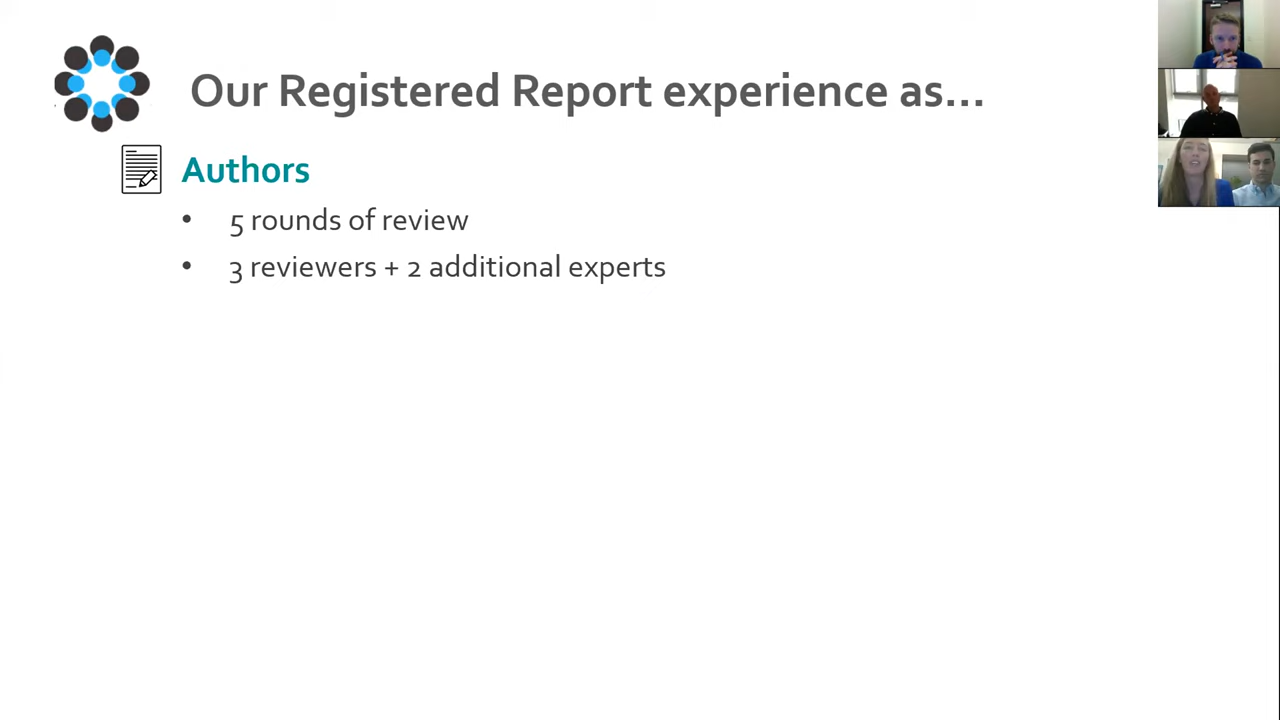 Our Registered Report experience as...
Authors
• 5 rounds of review
• 3 reviewers + 2 additional experts